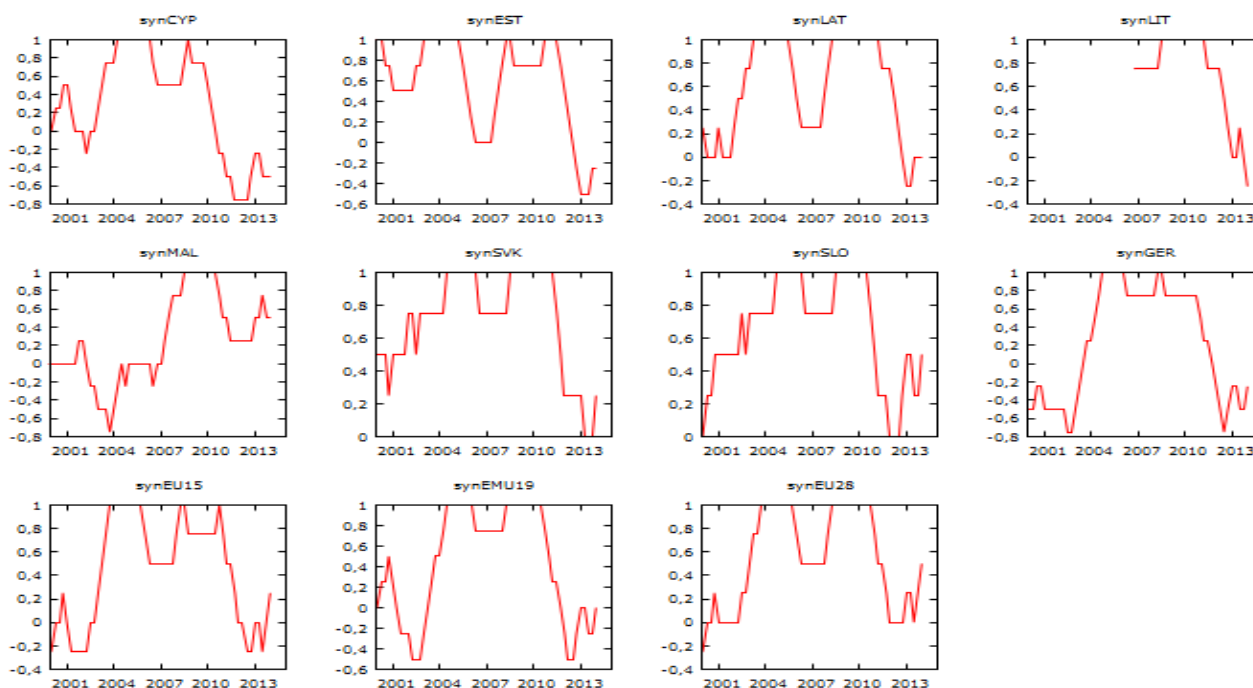 synCYP synEST synLAT synLIT
1 1 1 1
0,8 0,8 0,8 0,8
0,6 0,6 0,6 0,6
0,4 0,4 0,4 0,4
0,2 0,2 0,2 0,2
0 0 0 0
-0,2 -0,2 -0,2 -0,2
-0,4 -0,4 -0,4 -0,4
-0,6 -0,6
-0,8
2001 2004 2007 2010 2013 2001 2004 2007 2010 2013 2001 2004 2007 2010 2013 2001 2004 2007 2010 2013
synMAL synSVK synSLO synGER
1 1 1 1
0,8 0,8 0,8 0,8
0,6 0,6 0,6 0,6
0,4 0,4 0,4 0,4
0,2 0,2 0,2 0,2
0 0 0 0
-0,2 -0,2
-0,4 -0,4
-0,6 -0,6
-0,8 -0,8
2001 2004 2007 2010 2013 2001 2004 2007 2010 2013 2001 2004 2007 2010 2013 2001 2004 2007 2010 2013
synEU15 synEMU19 synEU28
1 1 1
0,8 0,8 0,8
0,6 0,6 0,6
0,4 0,4 0,4
0,2 0,2 0,2
0 0 0
-0,2 -0,2 -0,2
-0,4 -0,4 -0,4
-0,6
2001 2004 2007 2010 2013 2001 2004 2007 2010 2013 2001 2004 2007 2010 2013